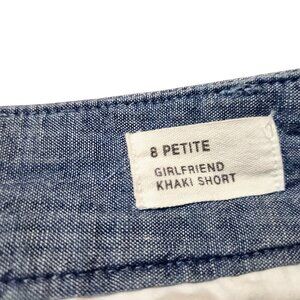 8 PETITE
GIRLFRIEND
KHAKI SHORT